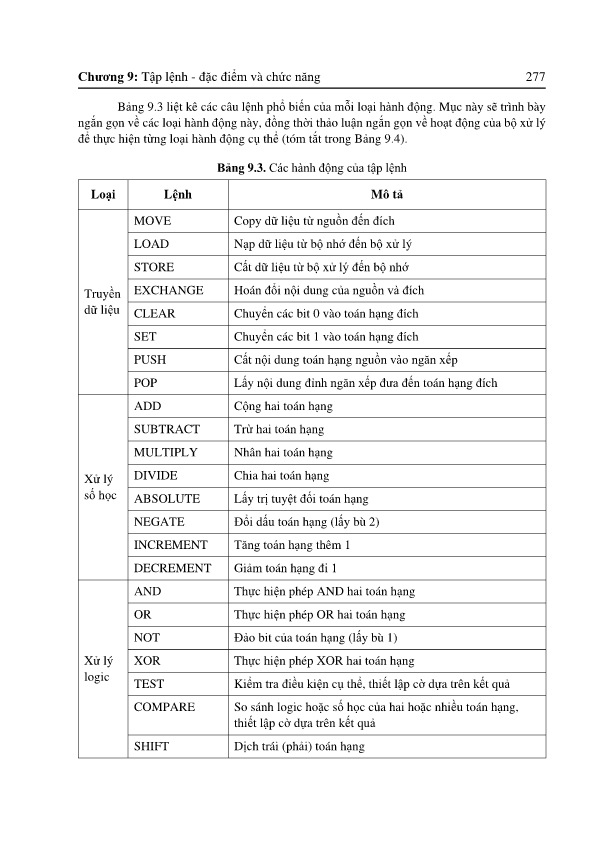 Chương 9: Tập lệnh - đặc điểm và chức năng 277
Bảng 9.3 liệt kê các câu lệnh phổ biến của mỗi loại hành động. Mục này sẽ trình bày
ngắn gọn về các loại hành động này, đồng thời thảo luận ngắn gọn về hoạt động của bộ xử lý
để thực hiện từng loại hành động cụ thể (tóm tắt trong Bảng 9.4).
Bảng 9.3. Các hành động của tập lệnh
Loại Lệnh Mô tả
Truyền
dữ liệu
MOVE Copy dữ liệu từ nguồn đến đích
LOAD Nạp dữ liệu từ bộ nhớ đến bộ xử lý
STORE Cất dữ liệu từ bộ xử lý đến bộ nhớ
EXCHANGE Hoán đổi nội dung của nguồn và đích
CLEAR Chuyển các bit 0 vào toán hạng đích
SET Chuyển các bit 1 vào toán hạng đích
PUSH Cất nội dung toán hạng nguồn vào ngăn xếp
POP Lấy nội dung đỉnh ngăn xếp đưa đến toán hạng đích
Xử lý
số học
ADD Cộng hai toán hạng
SUBTRACT Trừ hai toán hạng
MULTIPLY Nhân hai toán hạng
DIVIDE Chia hai toán hạng
ABSOLUTE Lấy trị tuyệt đối toán hạng
NEGATE Đổi dấu toán hạng (lấy bù 2)
INCREMENT Tăng toán hạng thêm 1
DECREMENT Giảm toán hạng đi 1
Xử lý
logic
AND Thực hiện phép AND hai toán hạng
OR Thực hiện phép OR hai toán hạng
NOT Đảo bit của toán hạng (lấy bù 1)
XOR Thực hiện phép XOR hai toán hạng
TEST Kiểm tra điều kiện cụ thể, thiết lập cờ dựa trên kết quả
COMPARE So sánh logic hoặc số học của hai hoặc nhiều toán hạng,
thiết lập cờ dựa trên kết quả
SHIFT Dịch trái (phải) toán hạng